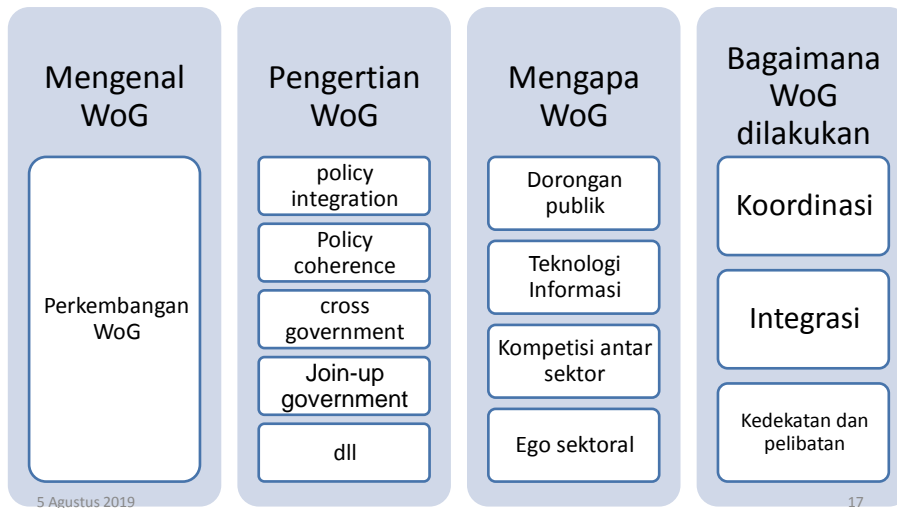 Mengenal
WoG
Perkembangan
WoG
Pengertian
WoG
policy
integration
Policy
coherence
cross
government
Join-up
government
dll
Mengapa
WoG
Dorongan
publik
Teknologi
Informasi
Kompetisi antar
sektor
Ego sektoral
Bagaimana
WoG
dilakukan
Koordinasi
Integrasi
Kedekatan dan
pelibatan
5 Agustus 2019
17